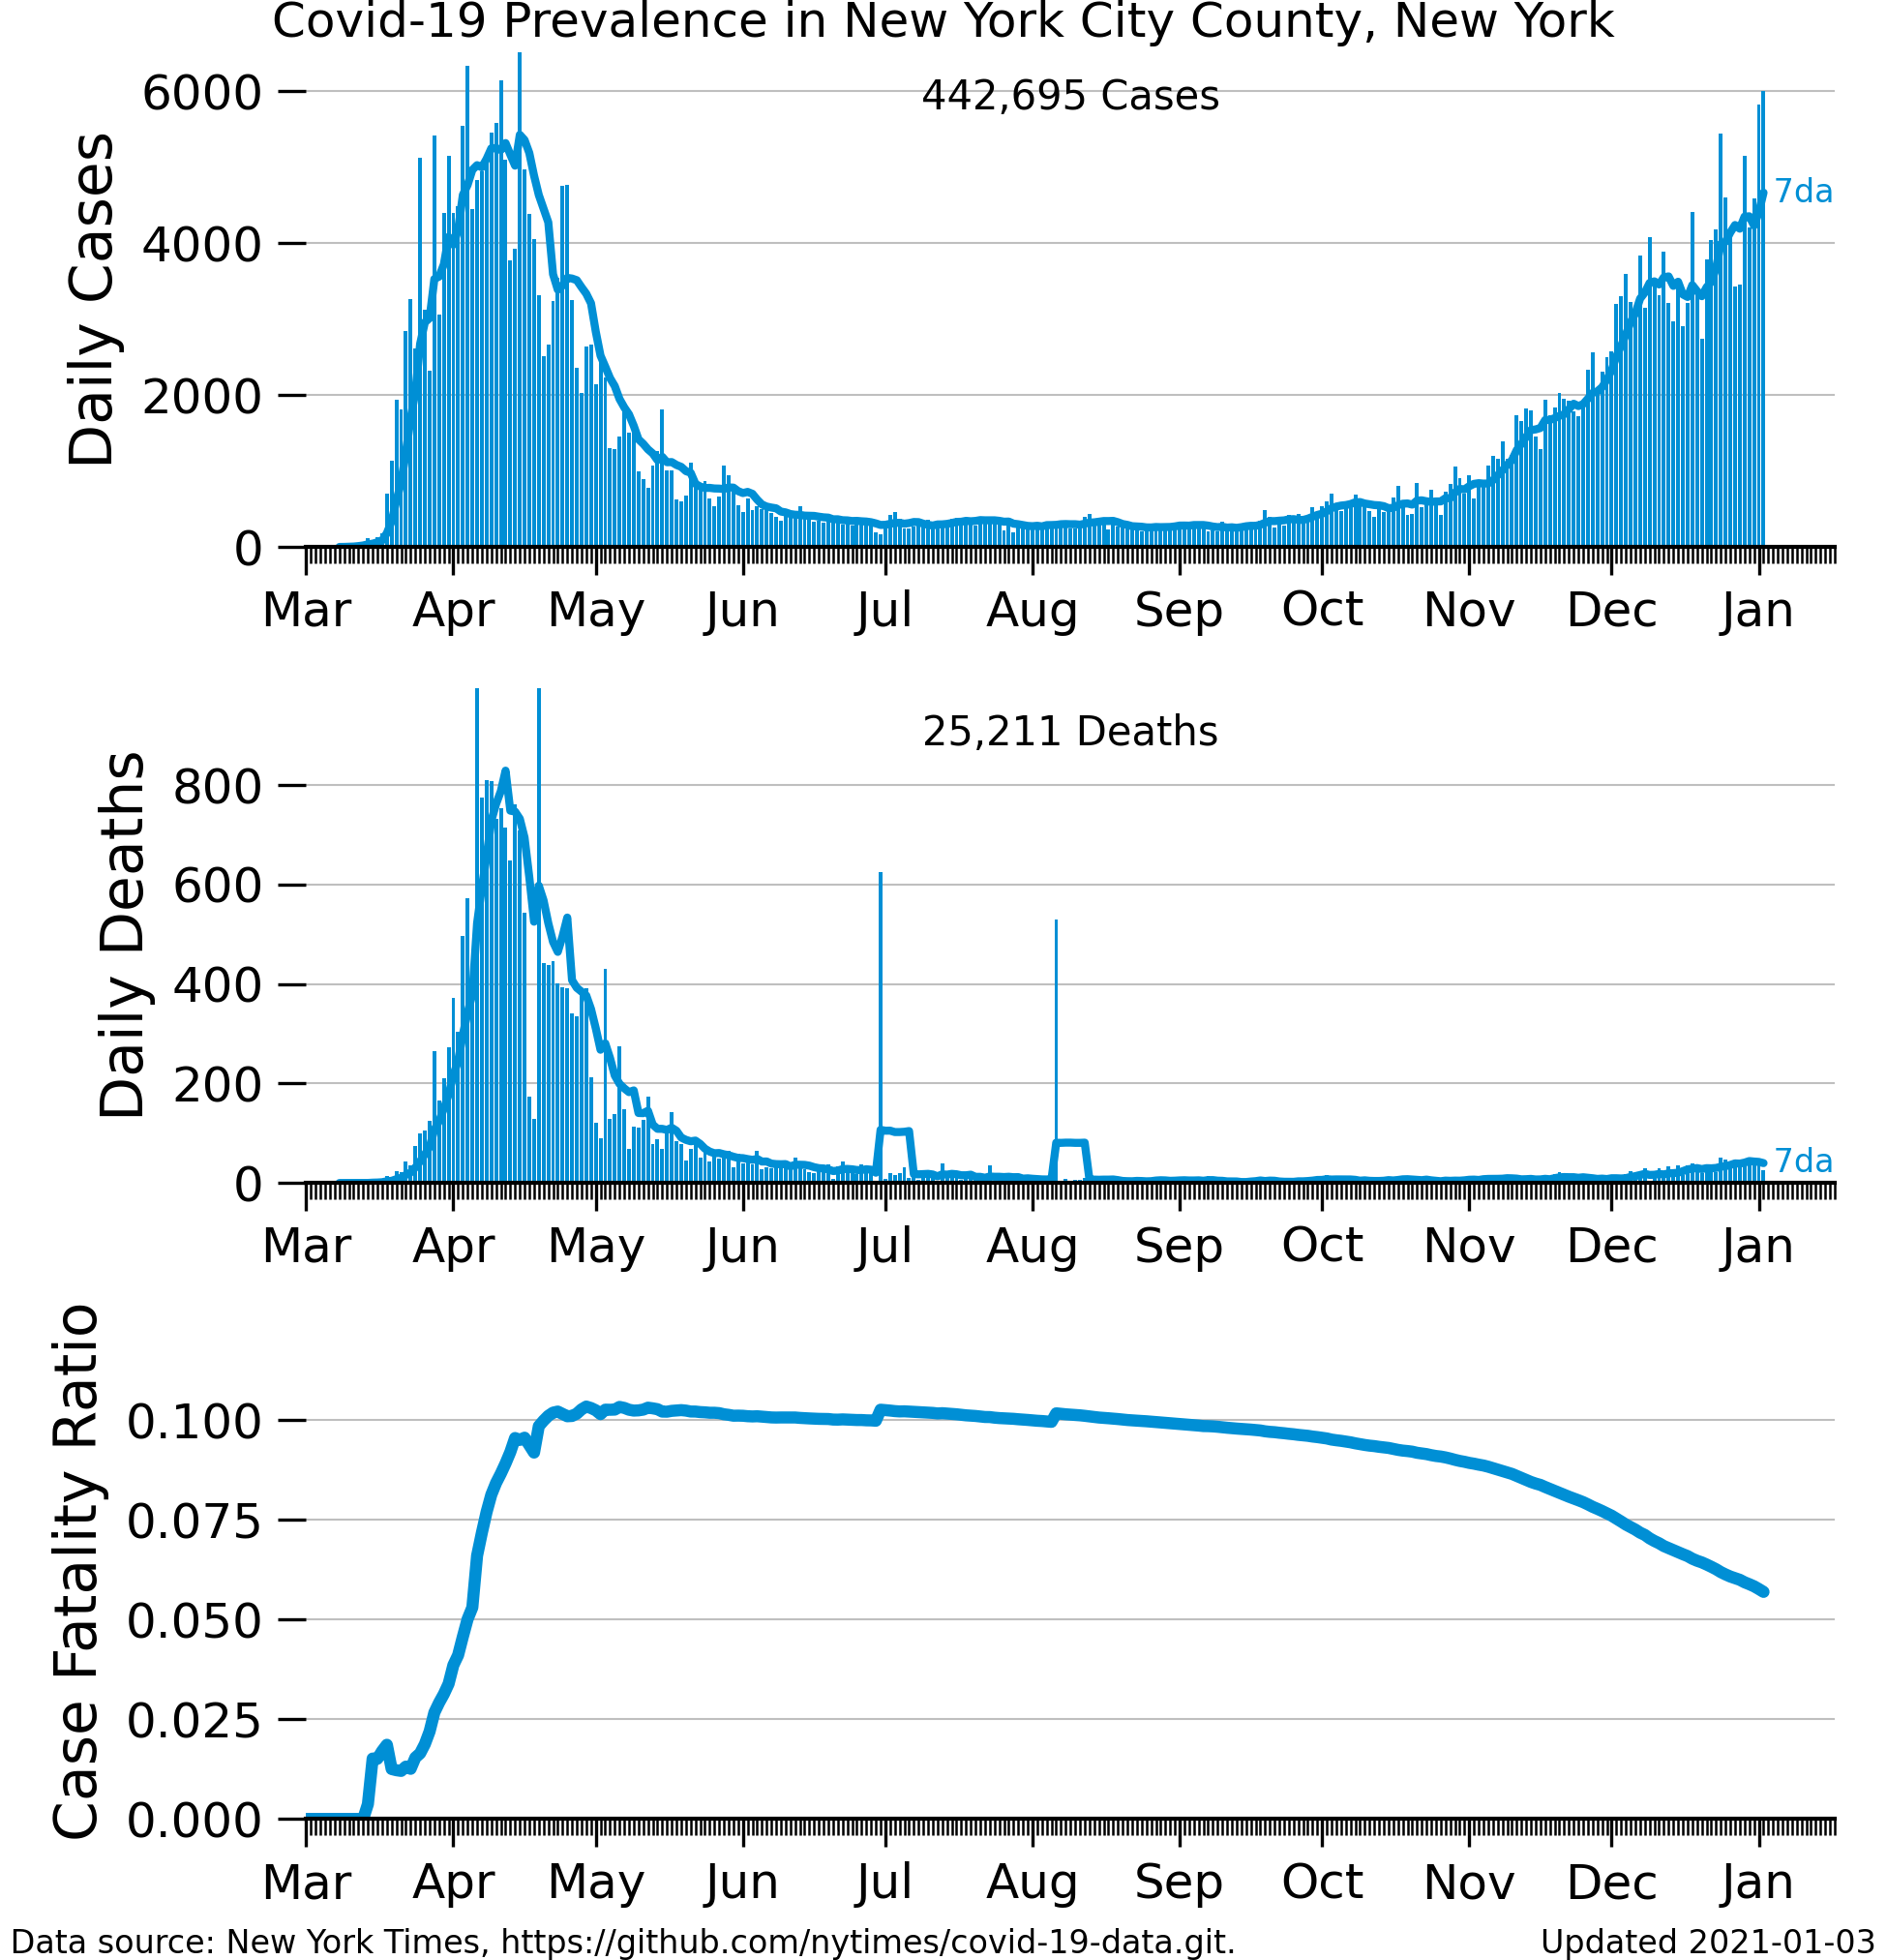 Covid-19 Prevalence in New York City County, New York
442,695 Cases
Daily Cases
6000
4000
2000
0
7da
Mar Apr May Jun Jul Aug Sep Oct Nov Dec Jan
25,211 Deaths
Daily Deaths
800
600
400
200
0
7da
Mar Apr May Jun Jul Aug Sep Oct Nov Dec Jan
Case Fatality Ratio
0.100
0.075
0.050
0.025
0.000
Mar Apr May Jun Jul Aug Sep Oct Nov Dec Jan
Data source: New York Times, https://github.com/nytimes/covid-19-data.git.
Updated 2021-01-03